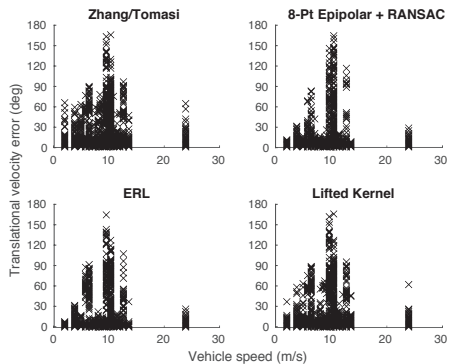 Zhang/Tomasi
8-Pt Epipolar + RANSAC
180
150
120
90
60
30
0
0 10 20 30
180
150
120
90
60
30
0
0 10 20 30
Translational velocity error (deg)
ERL
Lifted Kernel
180
150
120
90
60
30
0
0 10 20 30
180
150
120
90
60
30
0
0 10 20 30
Vehicle speed (m/s)